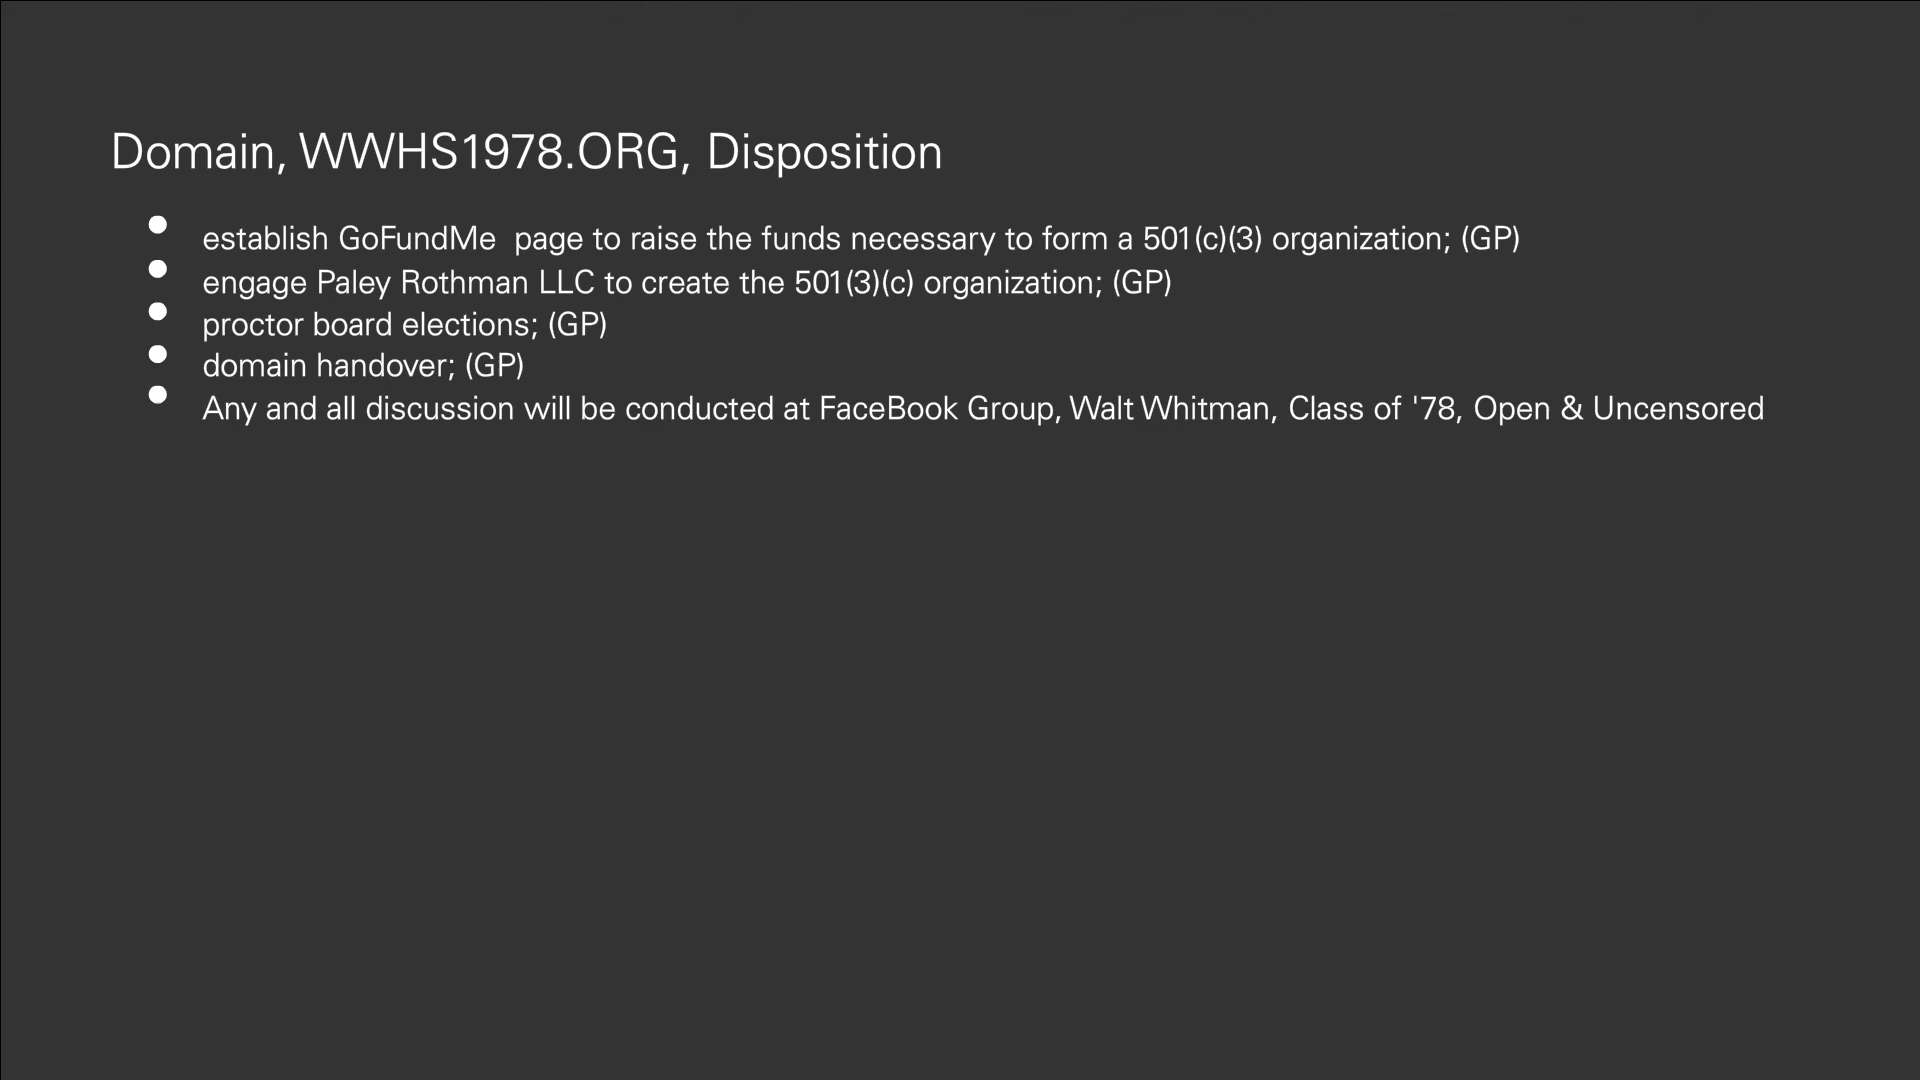 Domain, WWHS1978.ORG, Disposition
• establish GoFundMe  page to raise the funds necessary to form a 501(c)(3) organization; (GP)
• engage Paley Rothman LLC to create the 501(3)(c) organization; (GP)
• proctor board elections; (GP)
• domain handover; (GP)
• Any and all discussion will be conducted at FaceBook Group, Walt Whitman, Class of '78, Open & Uncensored